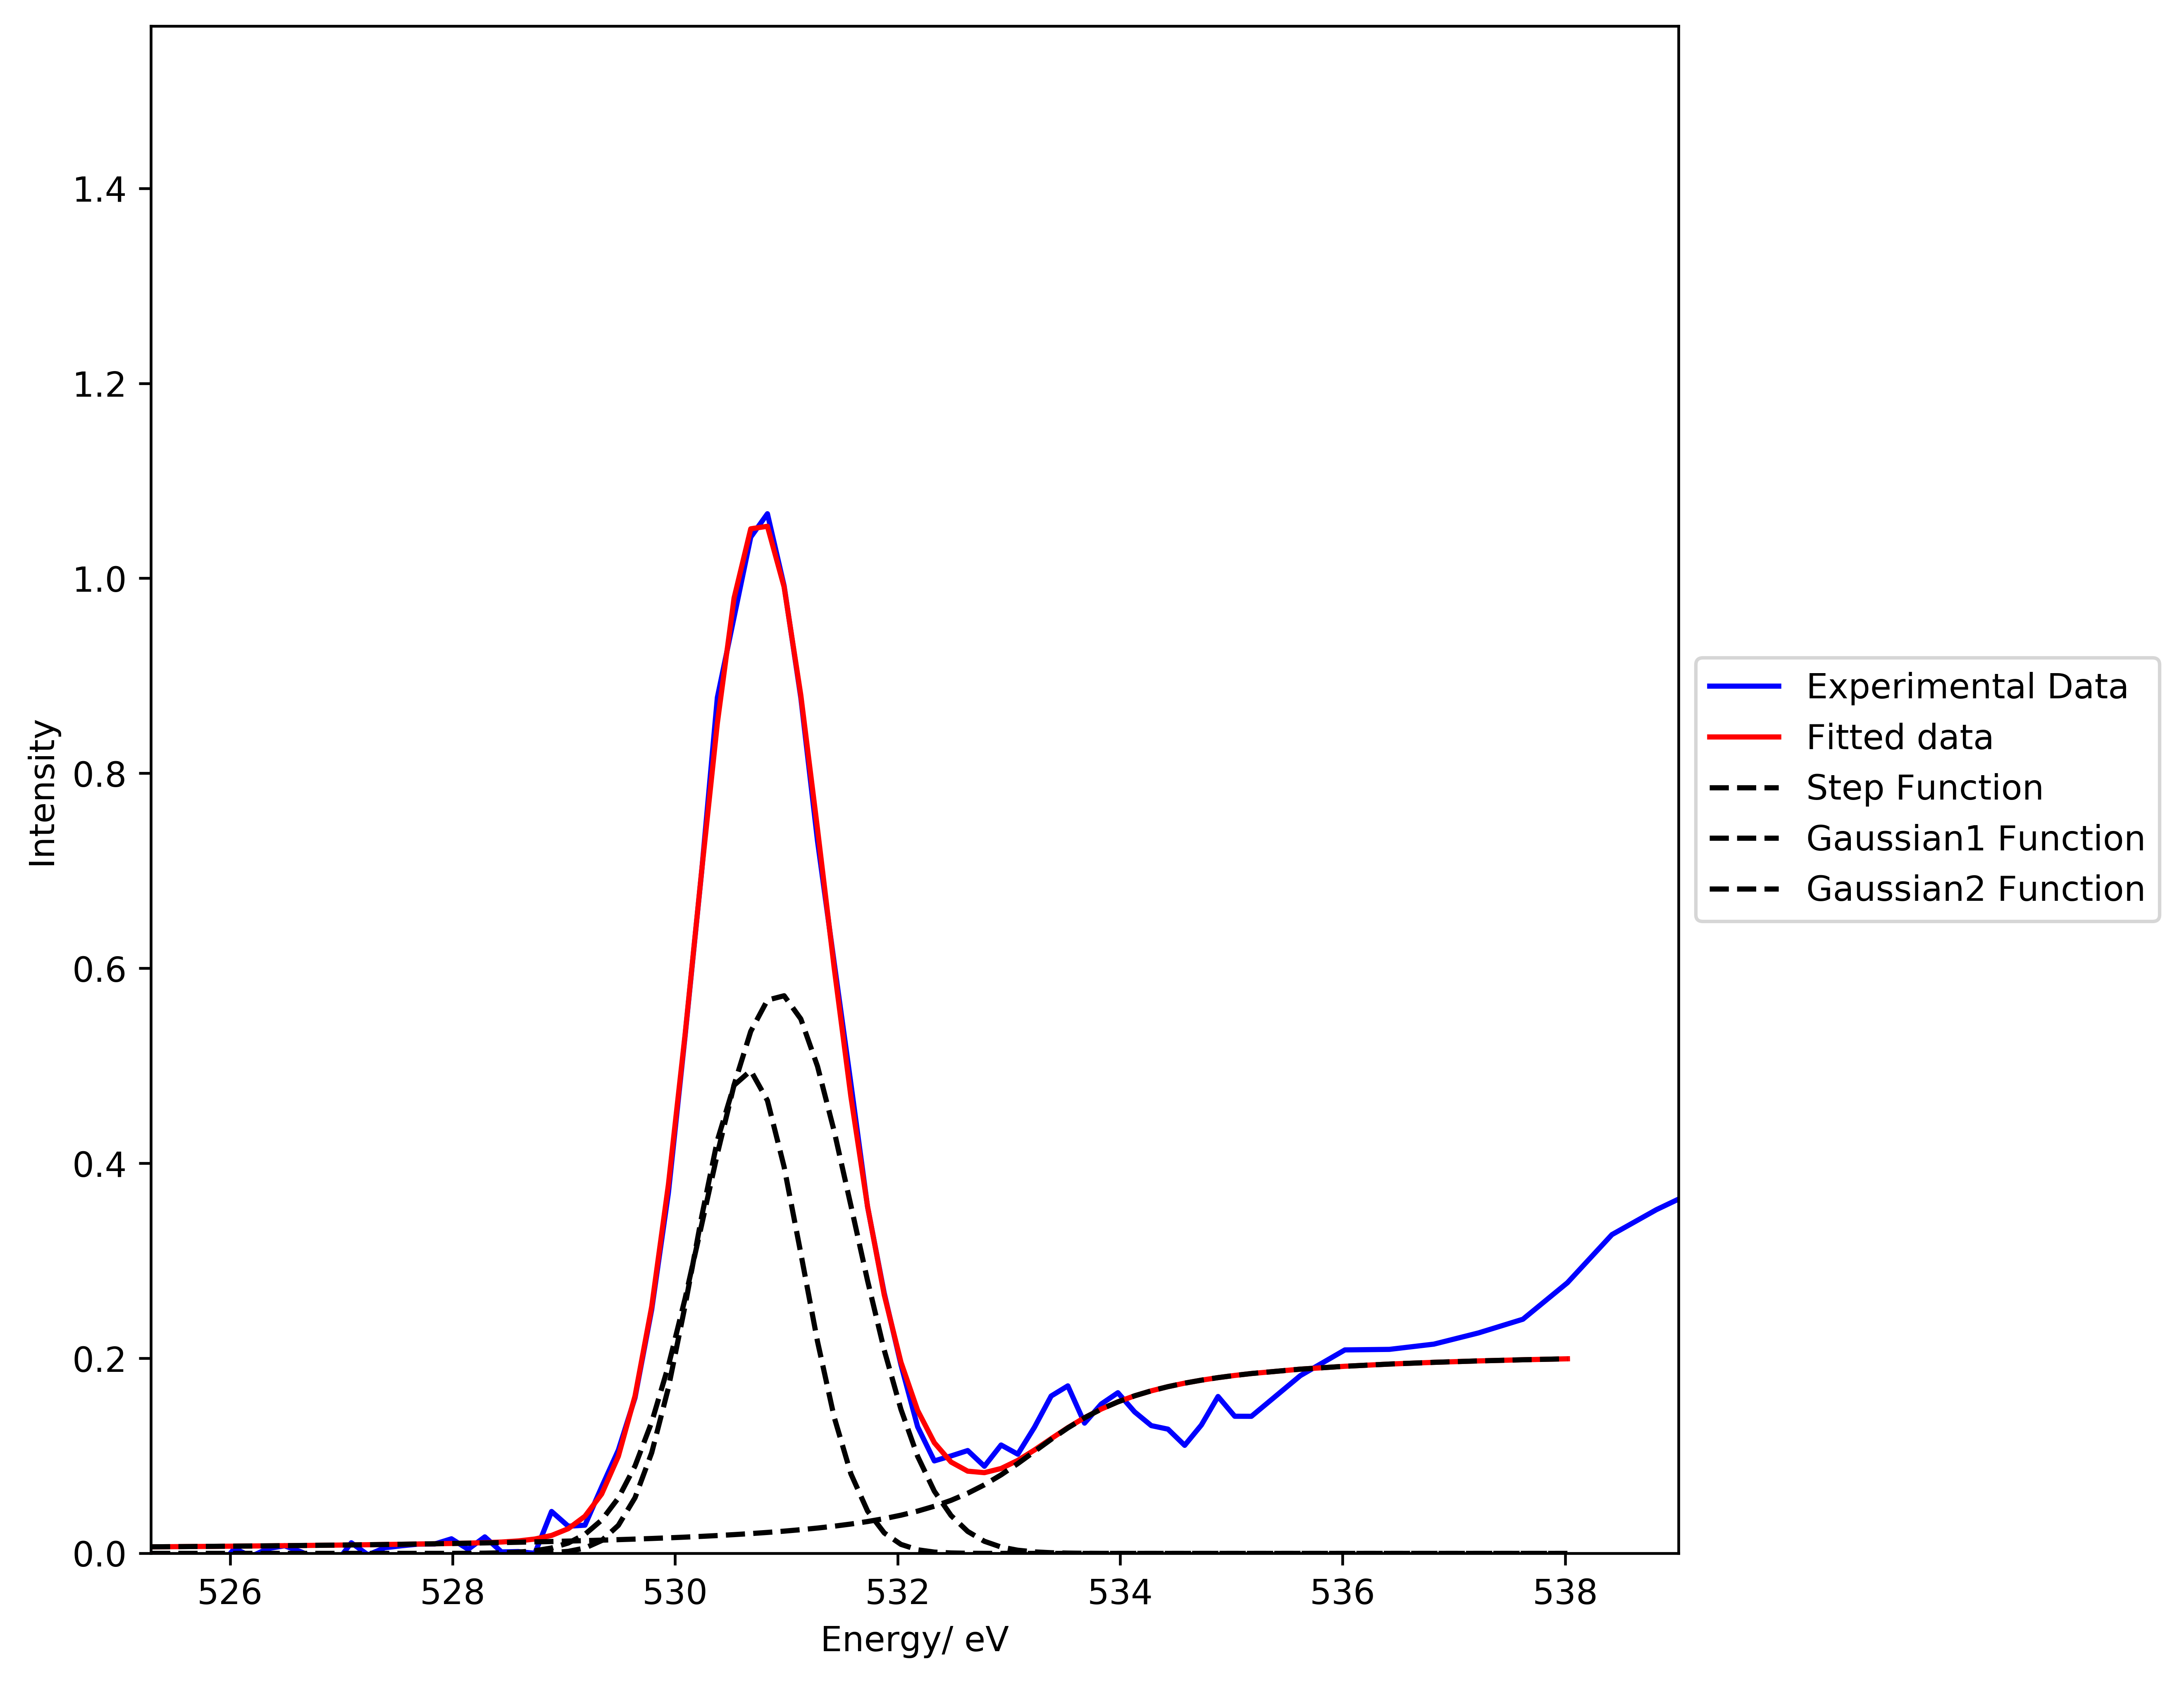 1.4
1.2
1.0
0.8
0.6
0.4
0.2
0.0
Intensity
526 528 530 532 534 536 538
Energy/ eV
Experimental Data
Fitted data
Step Function
Gaussian1 Function
Gaussian2 Function